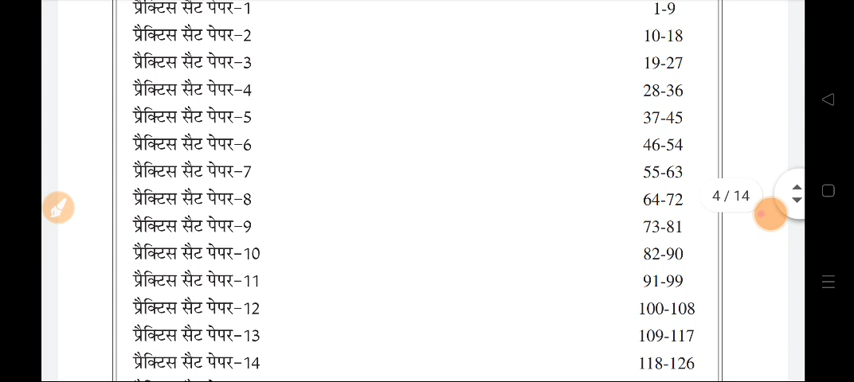 प्रैक्टिस सैट पेपर-1 1-9
प्रैक्टिस सैट पेपर-2 10-18
प्रैक्टिस सैट पेपर-3 19-27
प्रैक्टिस सैट पेपर-4 28-36
प्रैक्टिस सैट पेपर-5 37-45
प्रैक्टिस सैट पेपर-6 46-54
प्रैक्टिस सैट पेपर-7 55-63
प्रैक्टिस सैट पेपर-8 64-72
4 / 14
प्रैक्टिस सैट पेपर-9 73-81
प्रैक्टिस सैट पेपर-10 82-90
प्रैक्टिस सैट पेपर-11 91-99
प्रैक्टिस सैट पेपर-12 100-108
प्रैक्टिस सैट पेपर-13 109-117
प्रैक्टिस सैट पेपर-14 118-126